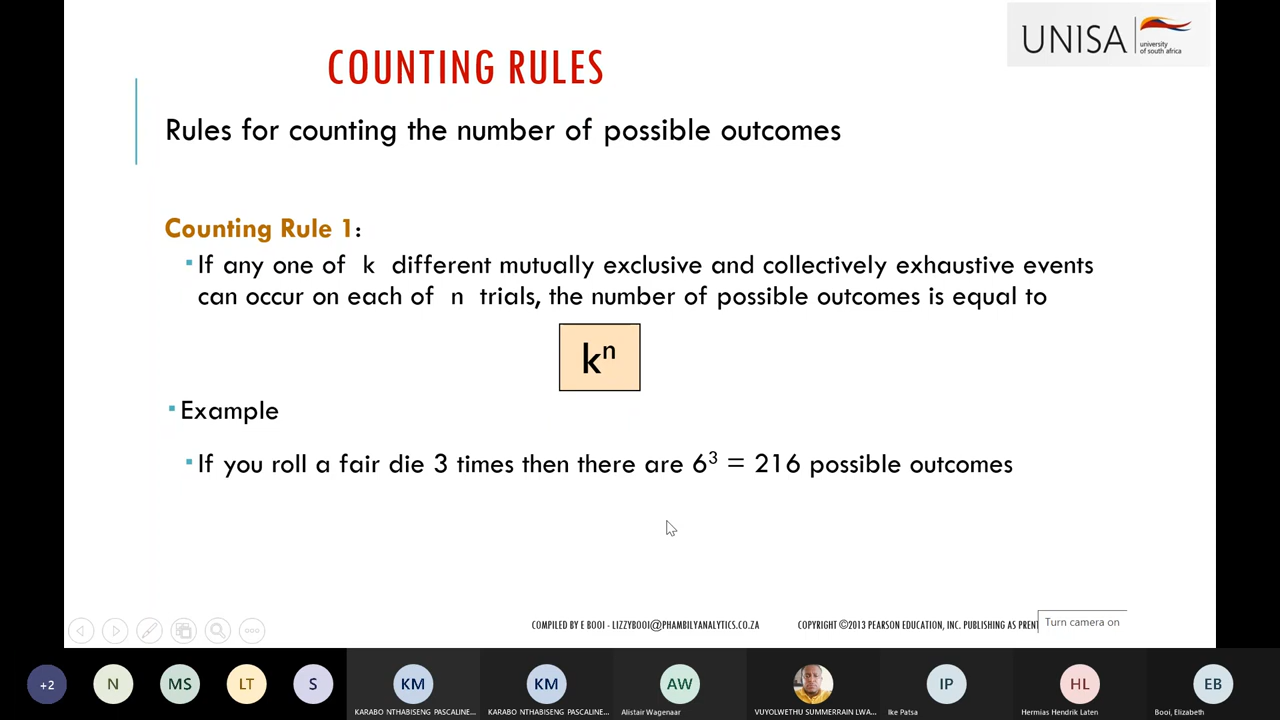 UNISA
university
of south africa
COUNTING RULES
Rules for counting the number of possible outcomes
Counting Rule 1:
If any one of k different mutually exclusive and collectively exhaustive events
can occur on each of n trials, the number of possible outcomes is equal to
kⁿ
Example
If you roll a fair die 3 times then there are 6³ = 216 possible outcomes
COMPILED BY E BOOI - LIZZYBOOI@PHAMBILYANALYTICS.CO.ZA
COPYRIGHT ©2013 PEARSON EDUCATION, INC. PUBLISHING AS PRENT
Turn camera on
+2
N
MS
LT
S
KM
KM
AW
IP
HL
EB
KARABO NTHABISENG PASCALINE...
KARABO NTHABISENG PASCALINE...
Alistair Wagenaar
VUYOLWETHU SUMMERRAIN LWA...
Ike Patsa
Hermias Hendrik Laten
Booi, Elizabeth